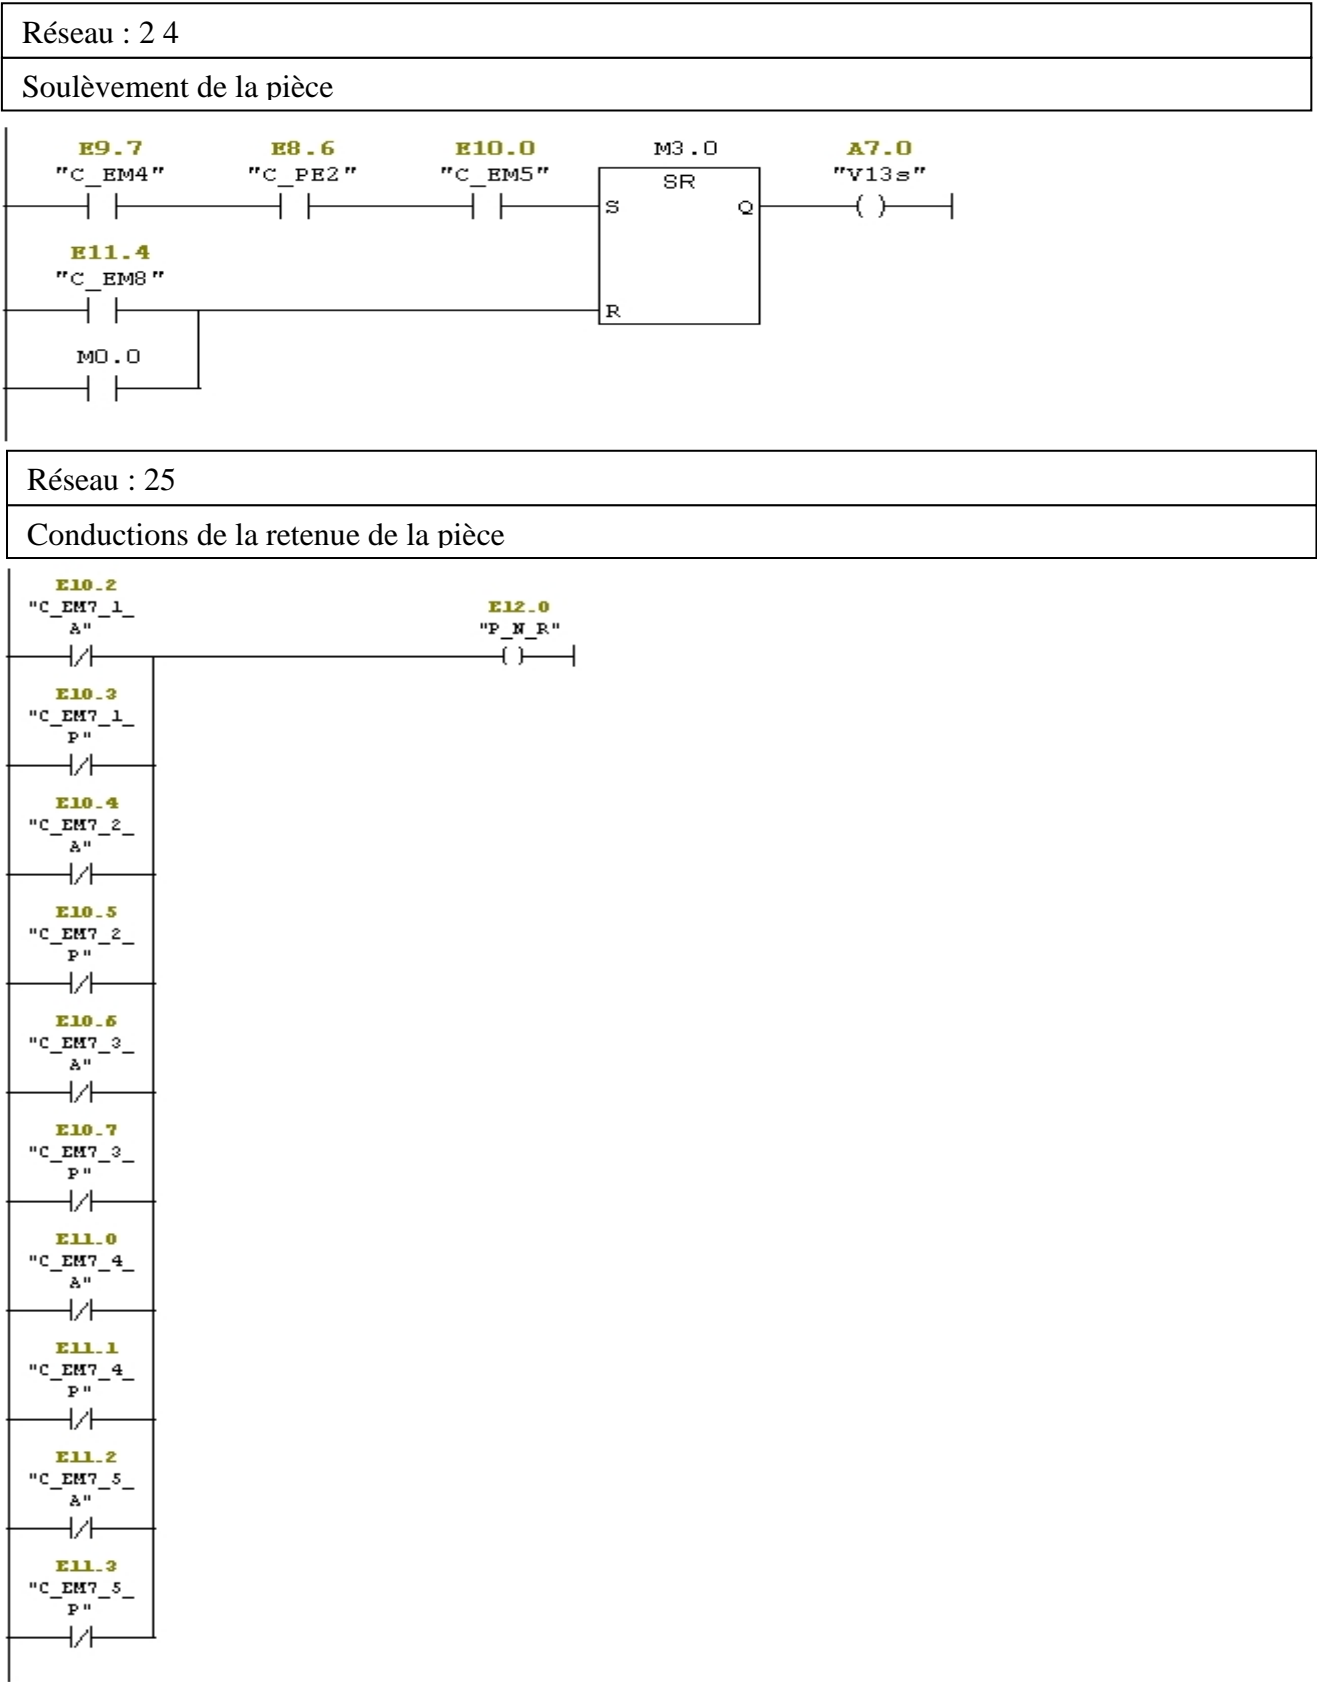 Réseau : 2 4
Soulèvement de la pièce
E9.7 E8.6 E10.0 M3.0 A7.0
"C_EM4" "C_PE2" "C_EM5" SR "V13s"
S Q
E11.4
"C_EM8"
R
M0.0
Réseau : 25
Conductions de la retenue de la pièce
E10.2
"C_EM7_1_
A"
E12.0
"P_N_R"
E10.3
"C_EM7_1_
P"
E10.4
"C_EM7_2_
A"
E10.5
"C_EM7_2_
P"
E10.6
"C_EM7_3_
A"
E10.7
"C_EM7_3_
P"
E11.0
"C_EM7_4_
A"
E11.1
"C_EM7_4_
P"
E11.2
"C_EM7_5_
A"
E11.3
"C_EM7_5_
P"